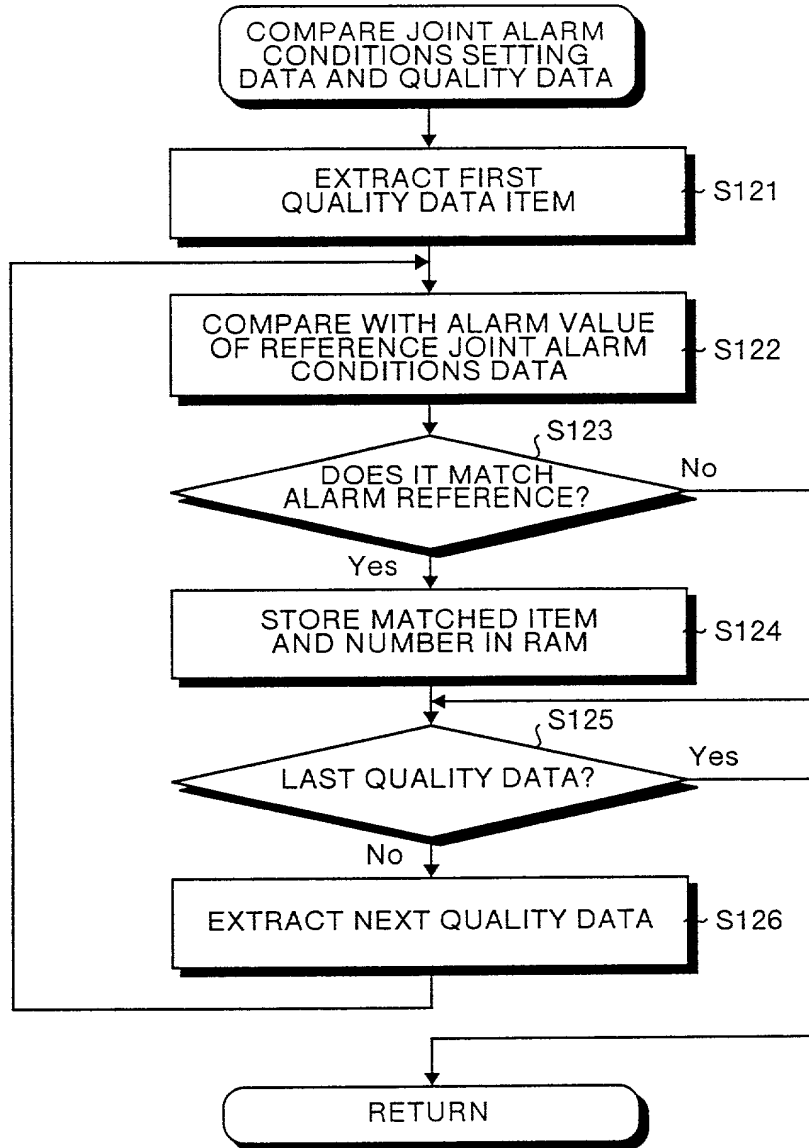 COMPARE JOINT ALARM
CONDITIONS SETTING
DATA AND QUALITY DATA
EXTRACT FIRST
QUALITY DATA ITEM
S121
COMPARE WITH ALARM VALUE
OF REFERENCE JOINT ALARM
CONDITIONS DATA
S122
S123
DOES IT MATCH
ALARM REFERENCE?
No
Yes
STORE MATCHED ITEM
AND NUMBER IN RAM
S124
S125
LAST QUALITY DATA?
Yes
No
EXTRACT NEXT QUALITY DATA
S126
RETURN